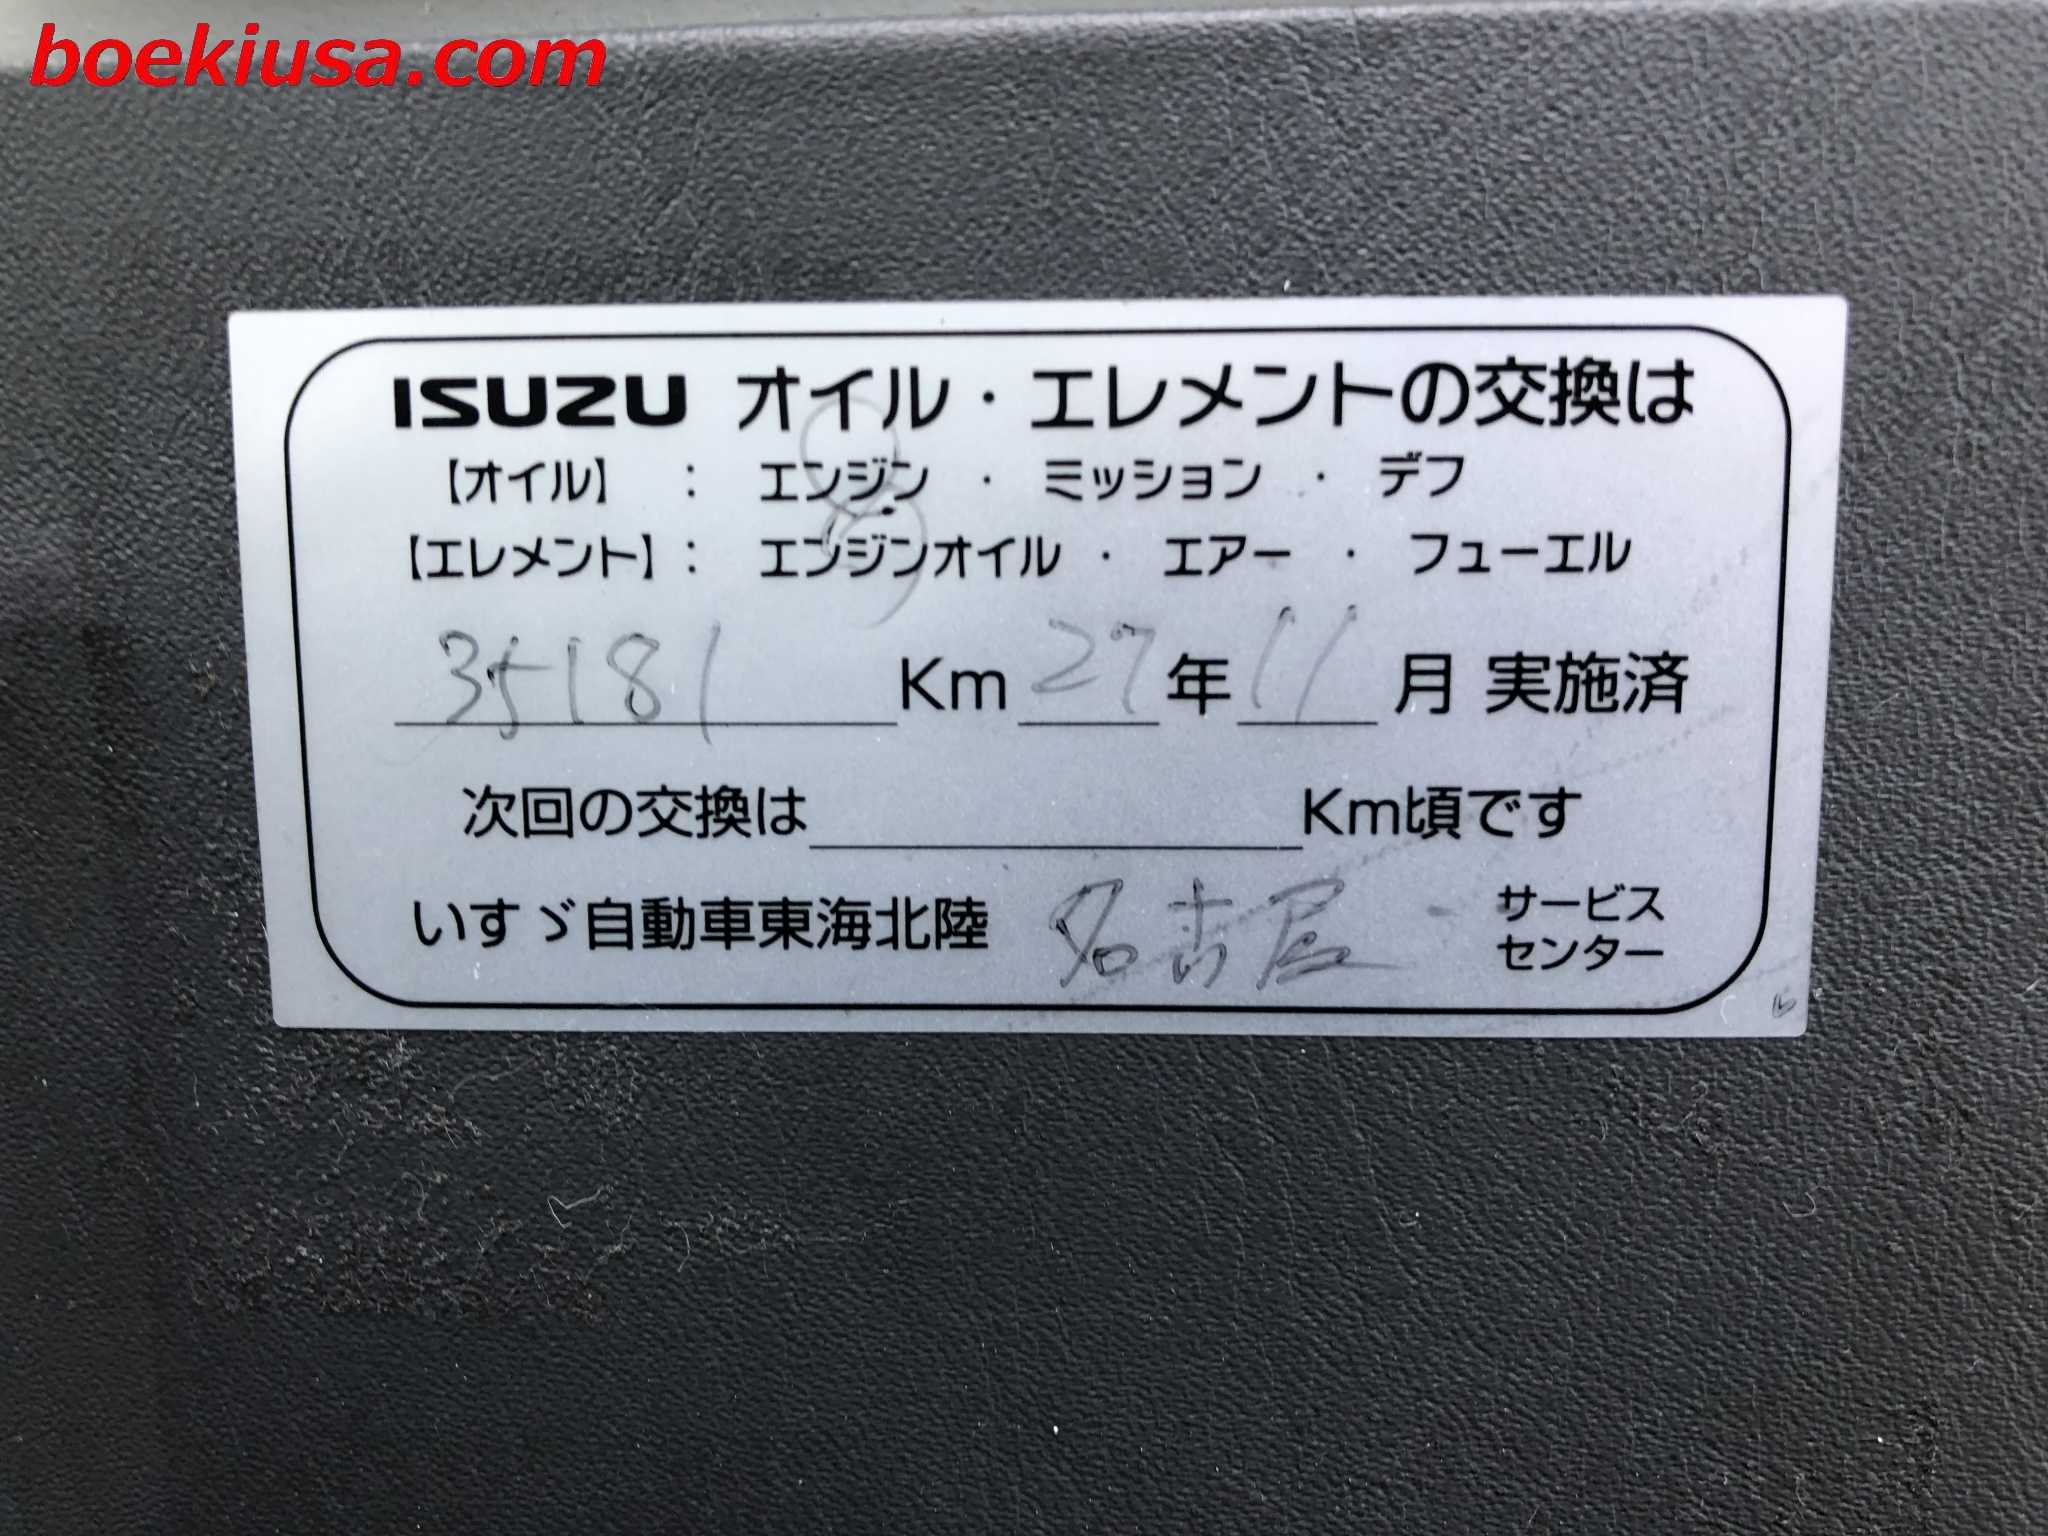 boekiusa.com
ISUZU オイル・エレメントの交換は
【オイル】 : エンジン ・ ミッション ・ デフ
【エレメント】: エンジンオイル ・ エアー ・ フューエル
35181 Km 27 年 11 月 実施済
次回の交換は Km頃です
いすゞ自動車東海北陸 名古屋 サービスセンター